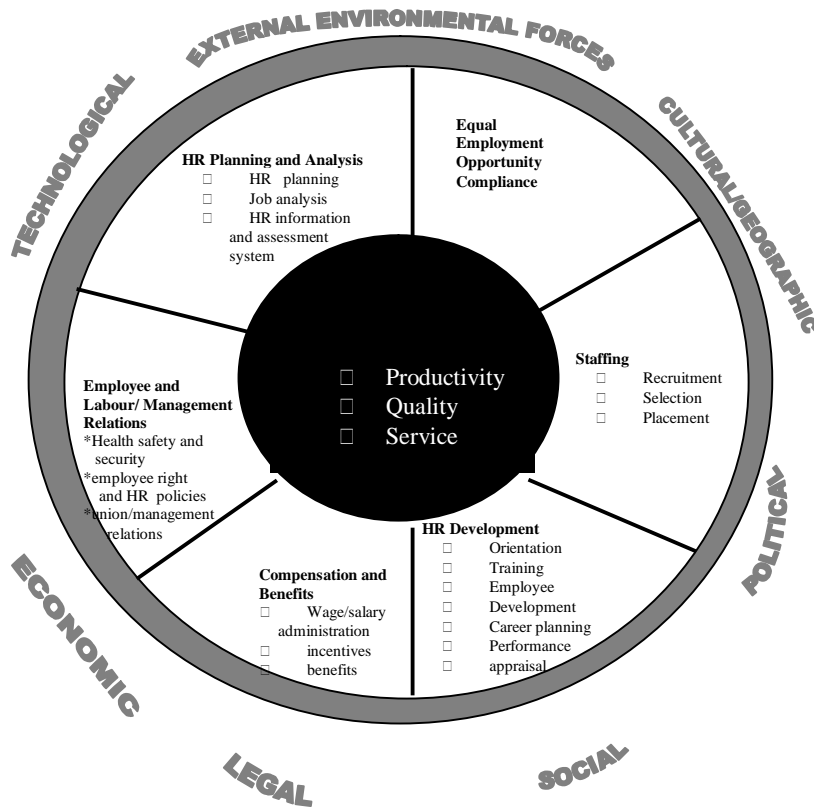 EXTERNAL ENVIRONMENTAL FORCES
TECHNOLOGICAL
CULTURAL/GEOGRAPHIC
Equal
Employment
Opportunity
Compliance
HR Planning and Analysis
□ HR planning
□ Job analysis
□ HR information
and assessment
system
Staffing
□ Recruitment
□ Selection
□ Placement
□ Productivity
□ Quality
□ Service
Employee and
Labour/ Management
Relations
*Health safety and
security
*employee right
and HR policies
*union/management
relations
POLITICAL
HR Development
□ Orientation
□ Training
□ Employee
□ Development
□ Career planning
□ Performance
□ appraisal
Compensation and
Benefits
□ Wage/salary
administration
□ incentives
□ benefits
ECONOMIC
LEGAL
SOCIAL